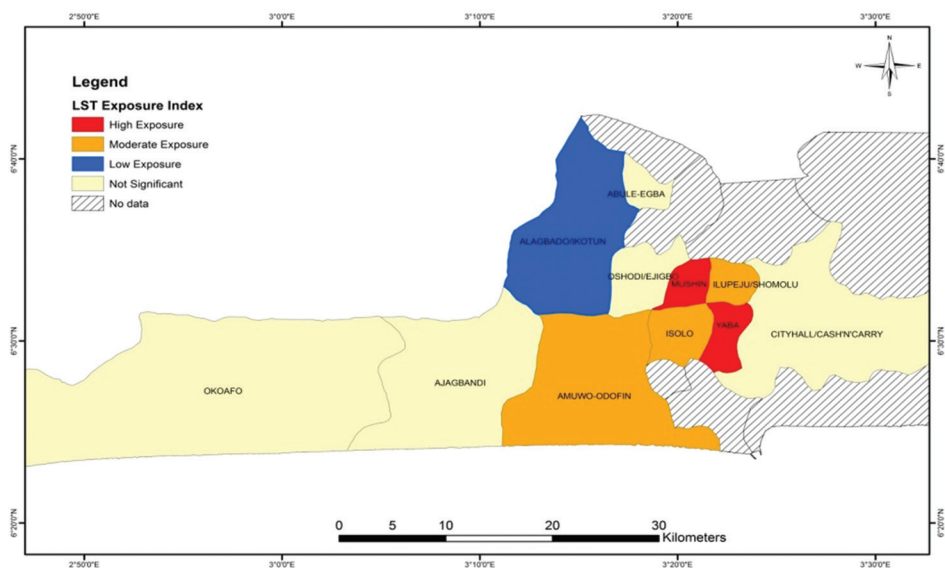 2°50'0"E 3°0'0"E 3°10'0"E 3°20'0"E 3°30'0"E
N
W E
S
Legend
LST Exposure Index
High Exposure
Moderate Exposure
Low Exposure
Not Significant
No data
6°40'0"N 6°40'0"N
ABULE-EGBA
ALAGBADO/IKOTUN
OSHODI/EJIGBO
MUSHIN
ILUPEJU/SHOMOLU
YABA
ISOLO
CITYHALL/CASH'N'CARRY
6°30'0"N 6°30'0"N
AJAGBANDI
OKOAFO
AMUWO-ODOFIN
6°20'0"N 6°20'0"N
0 5 10 20 30
Kilometers
2°50'0"E 3°0'0"E 3°10'0"E 3°20'0"E 3°30'0"E